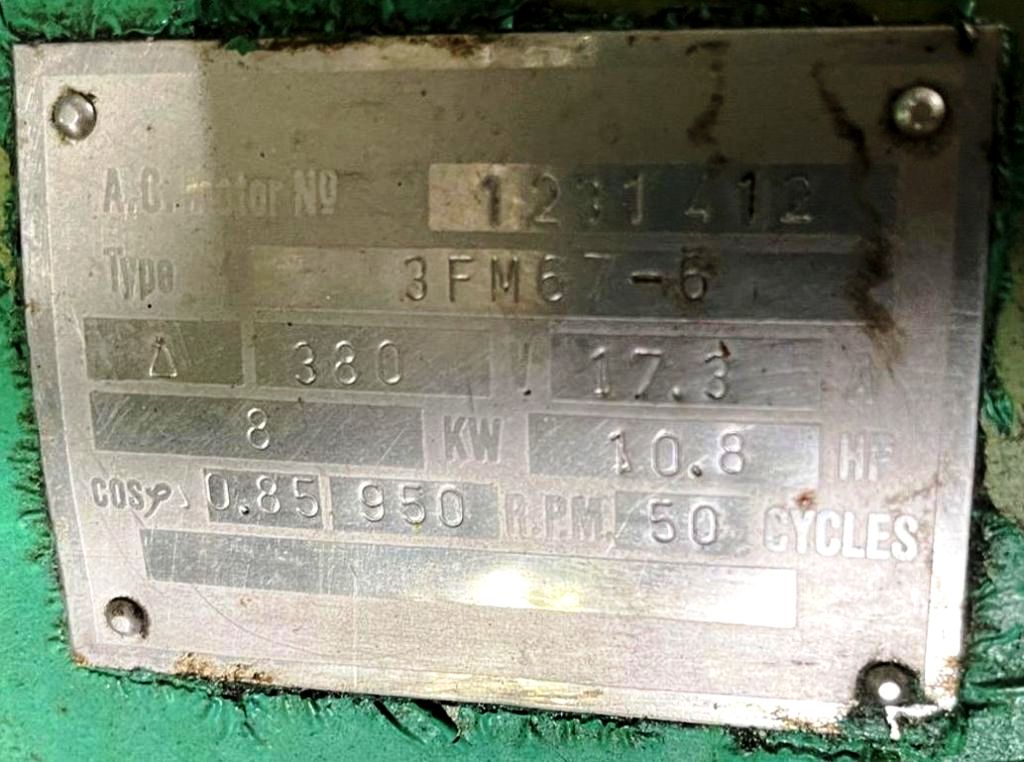 A.C. motor Nº 1231412
Type 3FM67-6
Δ 380 V 17.3 A
8 KW 10.8 HP
COSφ 0.85 950 R.P.M. 50 CYCLES